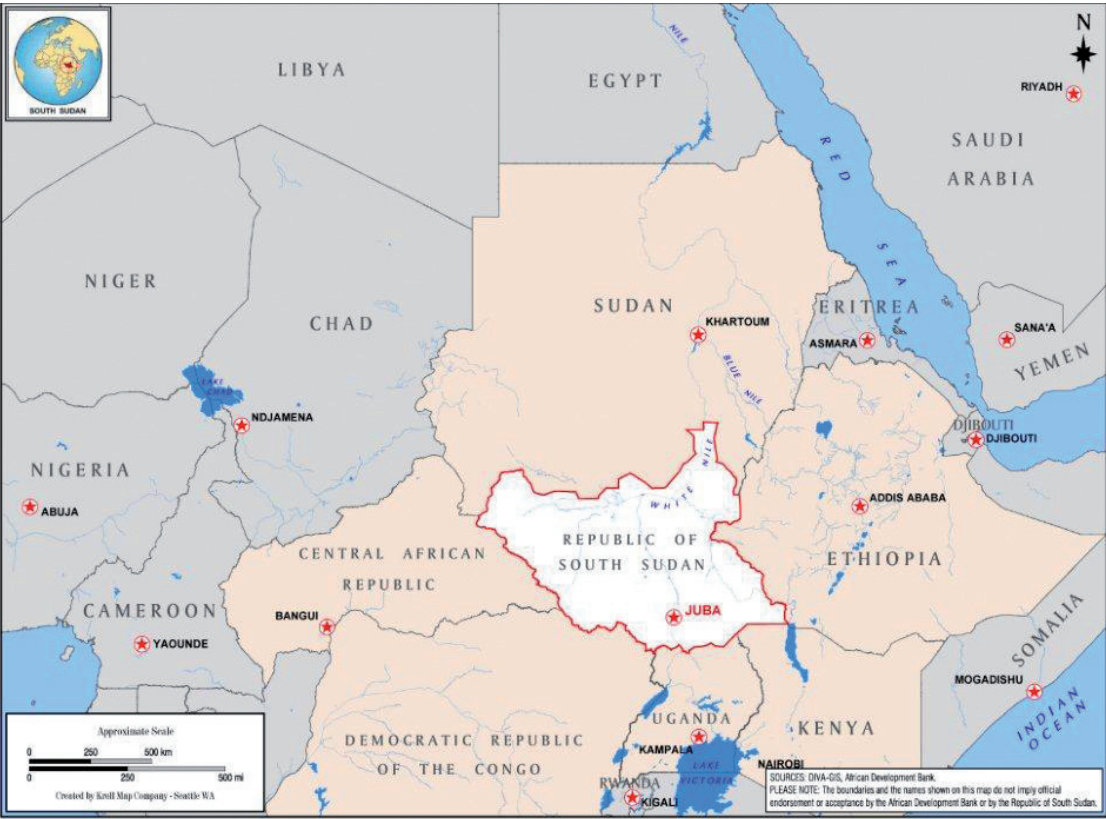 SOUTH SUDAN
N
LIBYA
EGYPT
NILE
RIYADH
SAUDI
ARABIA
RED
SEA
NIGER
CHAD
SUDAN
KHARTOUM
BLUE NILE
ERITREA
ASMARA
SANA'A
YEMEN
LAKE
CHAD
NDJAMENA
DJIBOUTI
DJIBOUTI
NIGERIA
ABUJA
WHITE NILE
ADDIS ABABA
ETHIOPIA
REPUBLIC OF
SOUTH SUDAN
JUBA
CENTRAL AFRICAN
REPUBLIC
BANGUI
CAMEROON
YAOUNDE
SOMALIA
MOGADISHU
INDIAN
OCEAN
UGANDA
KAMPALA
KENYA
NAIROBI
LAKE
VICTORIA
DEMOCRATIC REPUBLIC
OF THE CONGO
RWANDA
KIGALI
Approximate Scale
0 250 500 km
0 250 500 mi
Created by Kroll Map Company - Seattle WA
SOURCES: DIVA-GIS, African Development Bank.
PLEASE NOTE: The boundaries and the names shown on this map do not imply official
endorsement or acceptance by the African Development Bank or by the Republic of South Sudan.